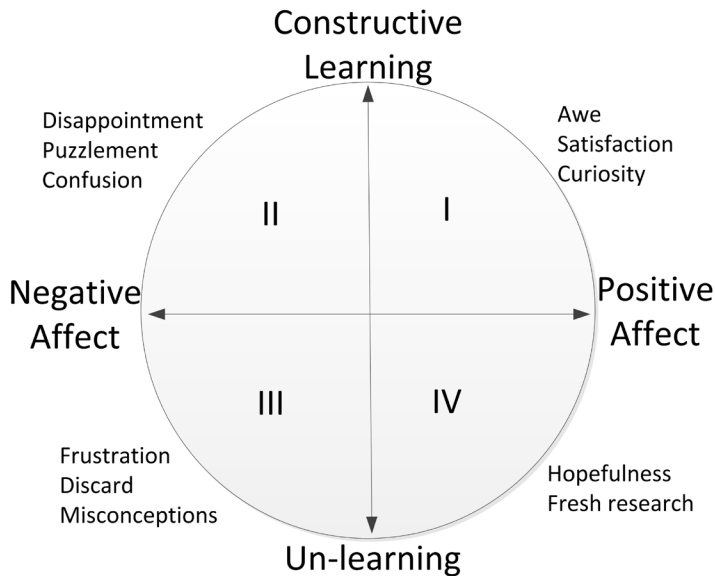 Constructive
Learning
Disappointment
Puzzlement
Confusion
Awe
Satisfaction
Curiosity
II
I
Negative
Affect
Positive
Affect
III
IV
Frustration
Discard
Misconceptions
Hopefulness
Fresh research
Un-learning